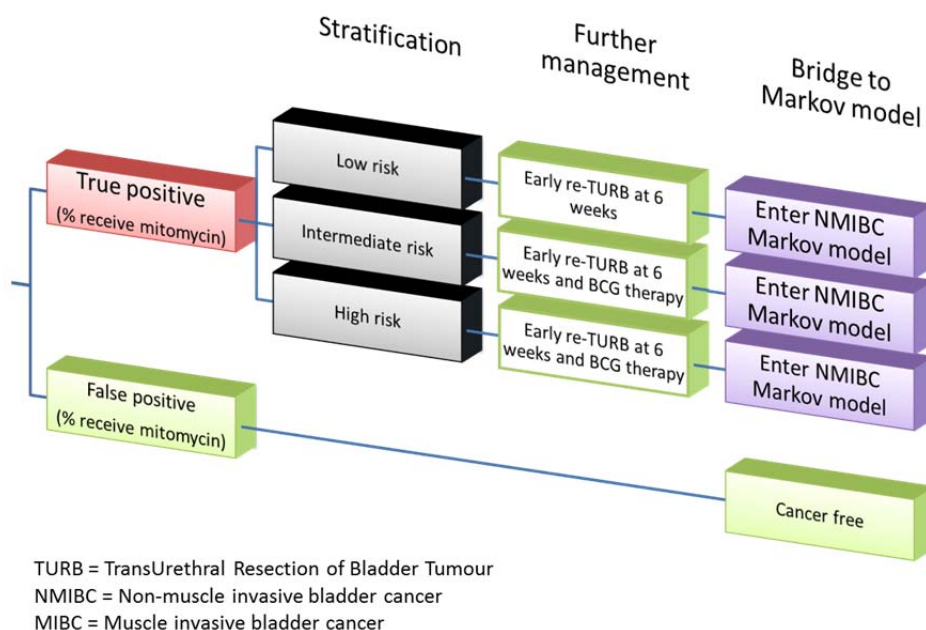 Stratification
Further
management
Bridge to
Markov model
True positive
(% receive mitomycin)
Low risk
Intermediate risk
High risk
Early re-TURB at 6
weeks
Early re-TURB at 6
weeks and BCG therapy
Early re-TURB at 6
weeks and BCG therapy
Enter NMIBC
Markov model
Enter NMIBC
Markov model
Enter NMIBC
Markov model
False positive
(% receive mitomycin)
Cancer free
TURB = TransUrethral Resection of Bladder Tumour
NMIBC = Non-muscle invasive bladder cancer
MIBC = Muscle invasive bladder cancer